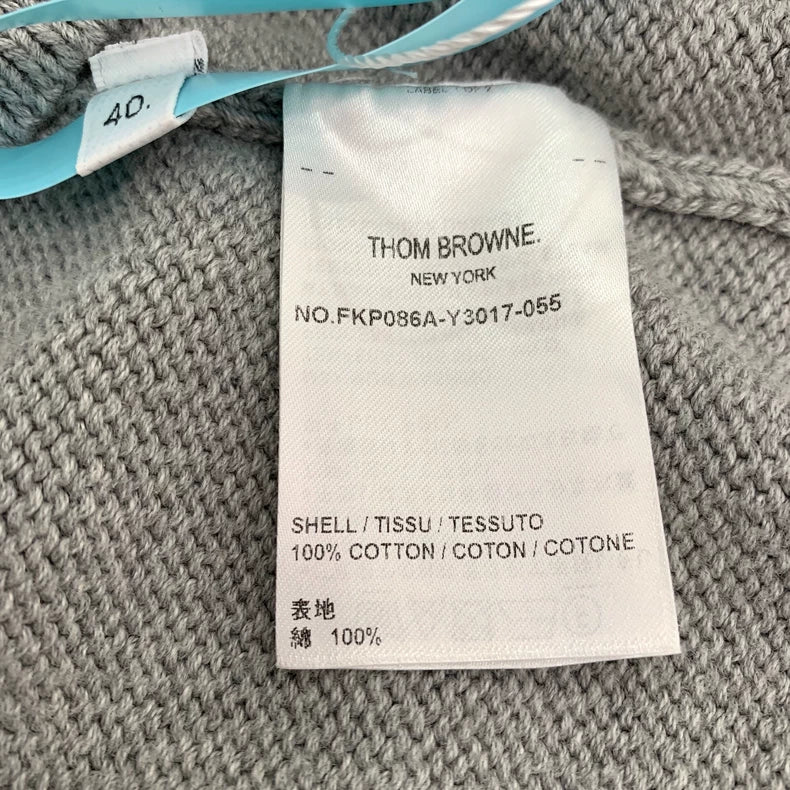 40.
THOM BROWNE.
NEW YORK
NO.FKP086A-Y3017-055
SHELL / TISSU / TESSUTO
100% COTTON / COTON / COTONE
表地
綿 100%